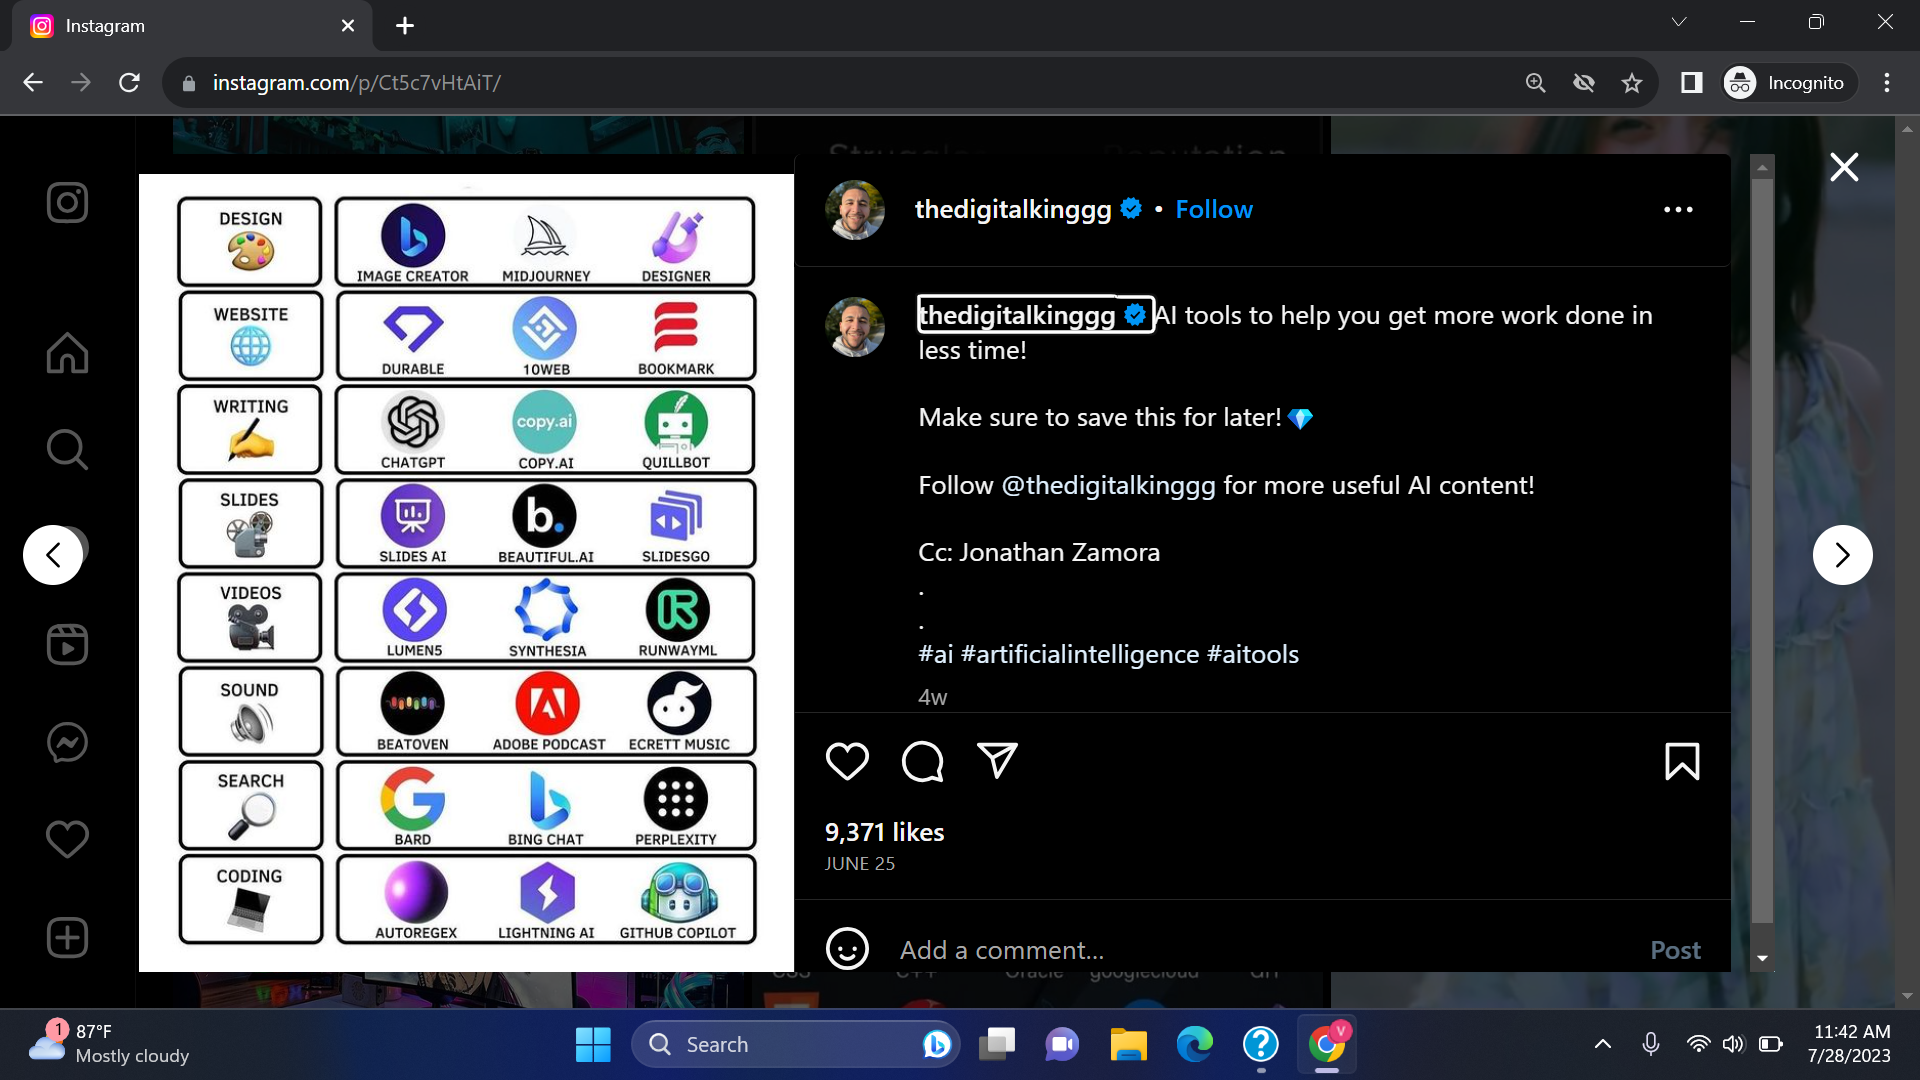 Instagram
instagram.com/p/Ct5c7vHtAiT/
Incognito
DESIGN
IMAGE CREATOR MIDJOURNEY DESIGNER
WEBSITE
DURABLE 10WEB BOOKMARK
WRITING
copy.ai
CHATGPT COPY.AI QUILLBOT
SLIDES
b.
SLIDES AI BEAUTIFUL.AI SLIDESGO
VIDEOS
LUMEN5 SYNTHESIA RUNWAYML
SOUND
BEATOVEN ADOBE PODCAST ECRETT MUSIC
SEARCH
BARD BING CHAT PERPLEXITY
CODING
AUTOREGEX LIGHTNING AI GITHUB COPILOT
thedigitalkinggg • Follow
thedigitalkinggg AI tools to help you get more work done in
less time!
Make sure to save this for later!
Follow @thedigitalkinggg for more useful AI content!
Cc: Jonathan Zamora
.
.
#ai #artificialintelligence #aitools
4w
9,371 likes
JUNE 25
Add a comment...
Post
C++ Oracle googlecloud
1
87°F
Mostly cloudy
Search
V
11:42 AM
7/28/2023